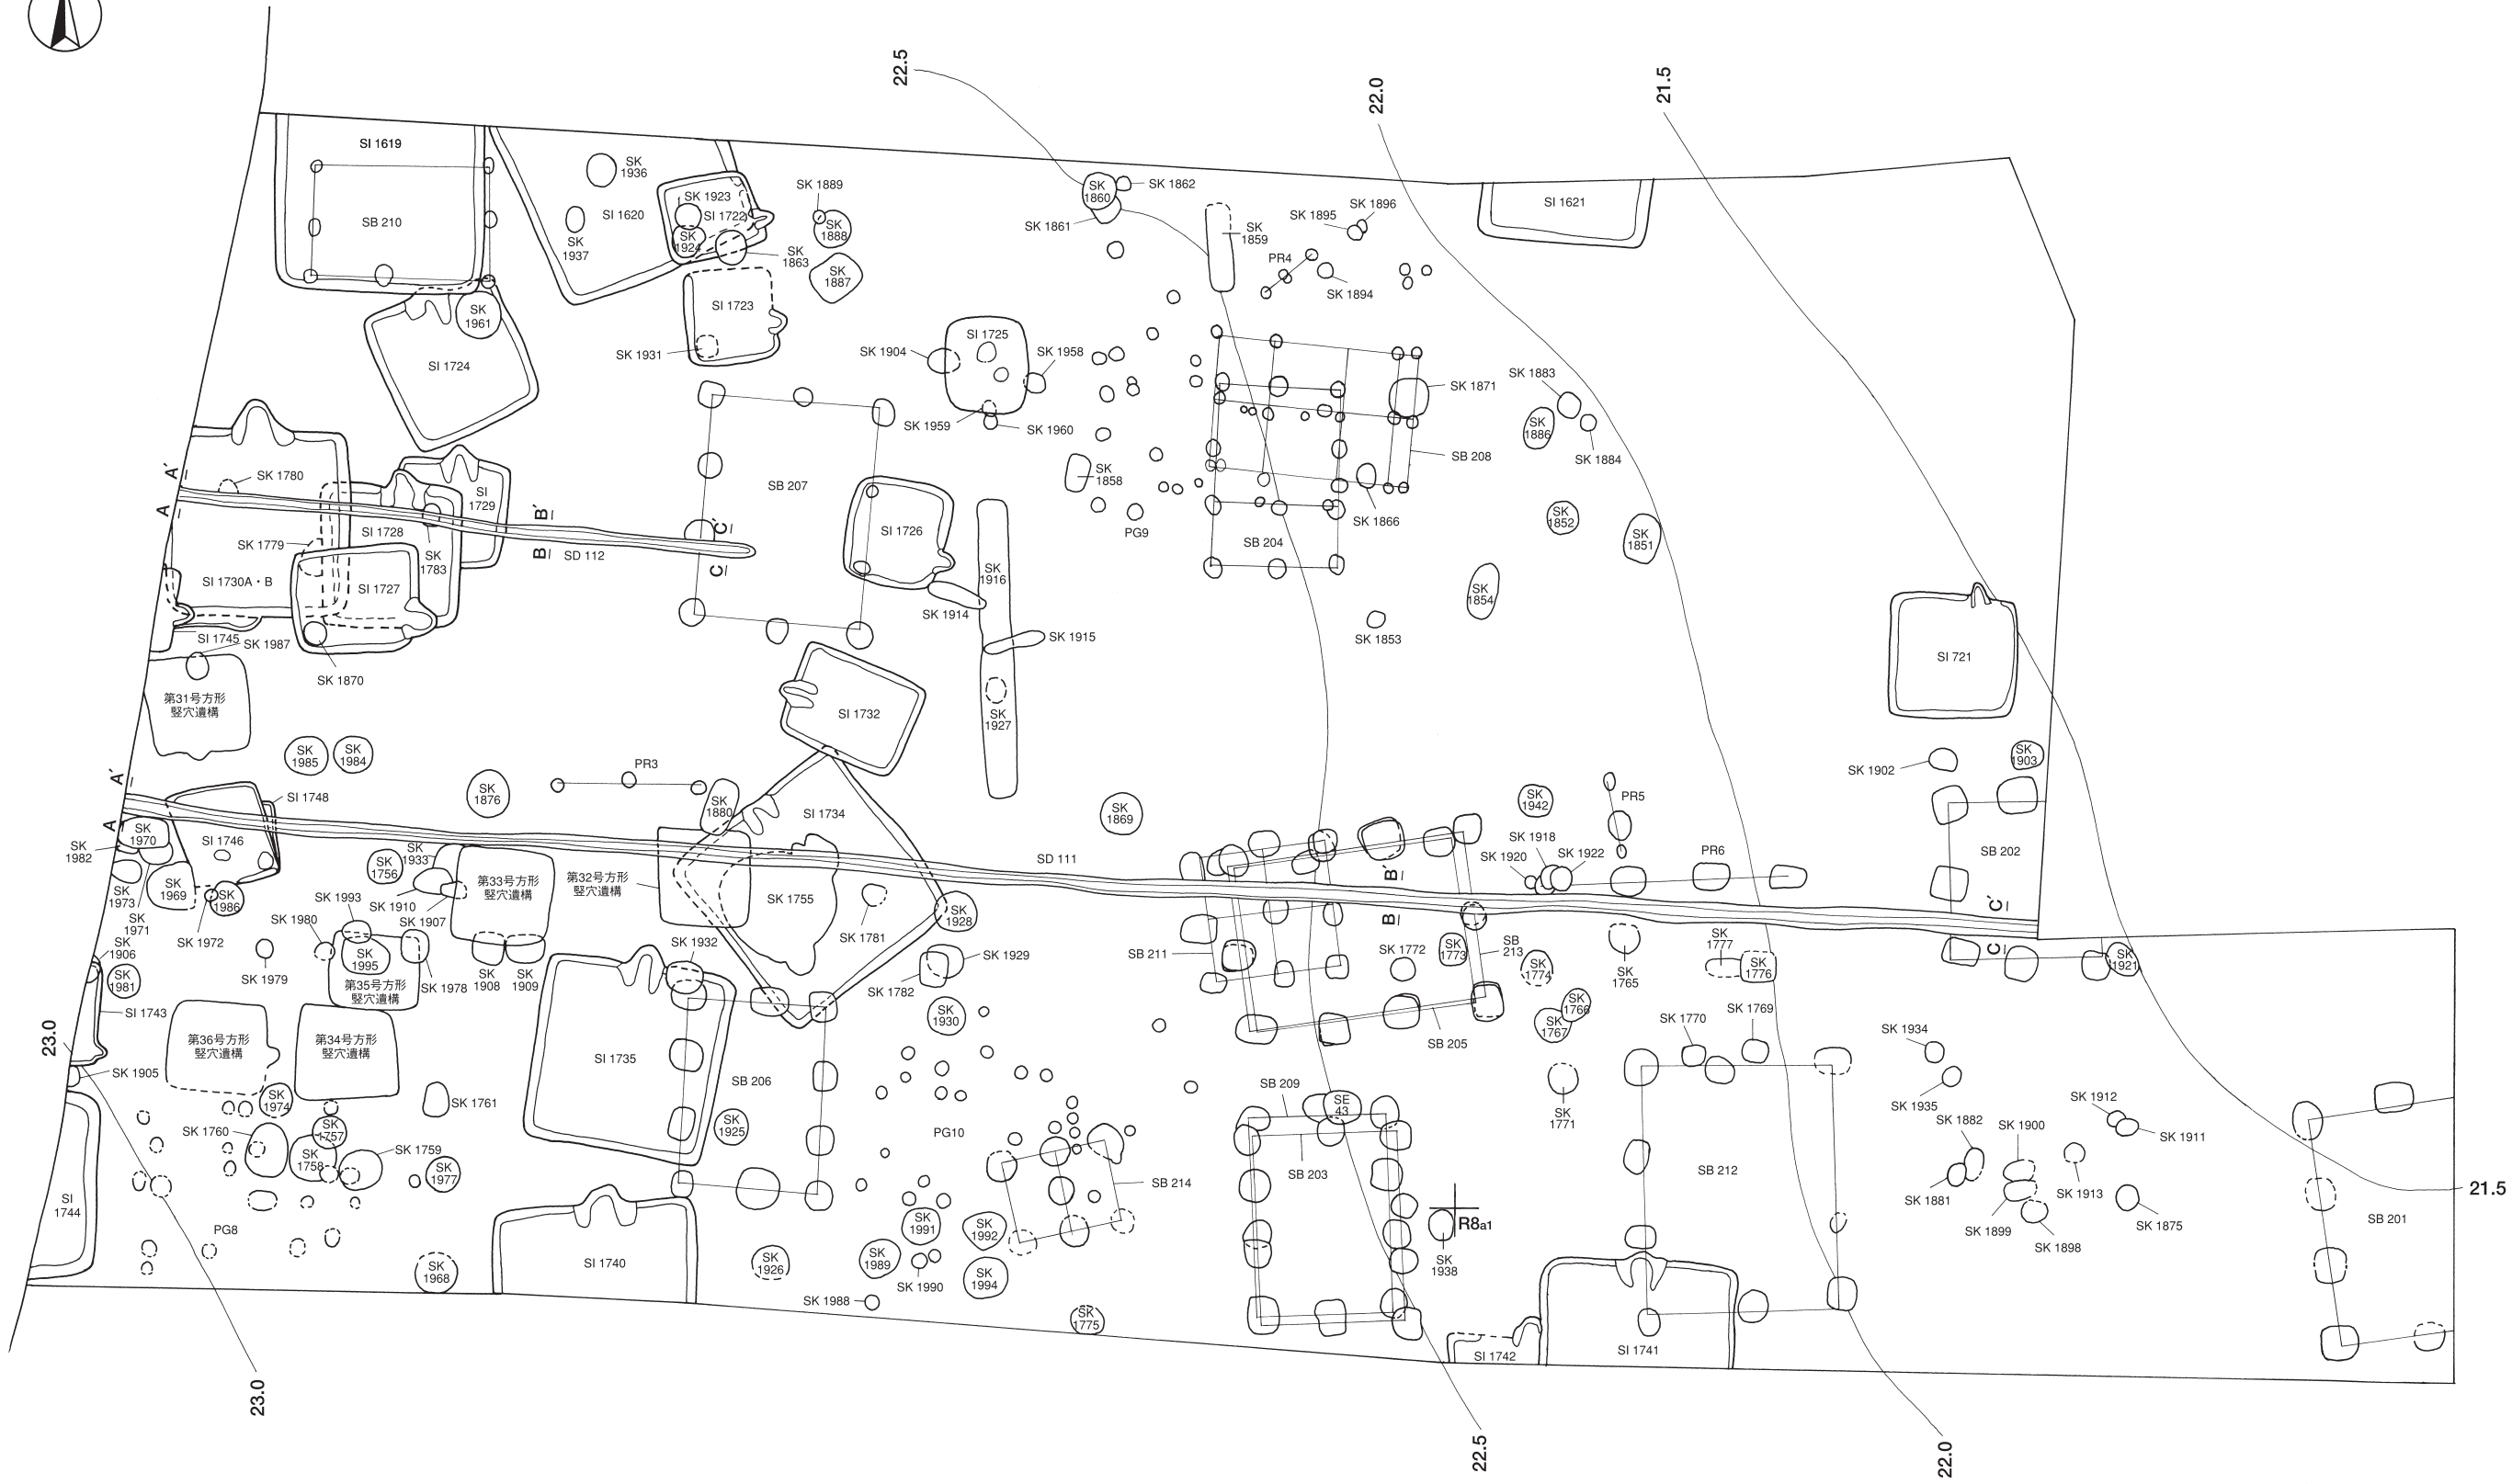 22.5
22.0
21.5
SI 1619
SB 210
SK
1936
SI 1620
SK
1937
SK 1923
SI 1722
SK
1924
SK
1863
SK 1889
SK
1888
SK
1887
SK
1860
SK 1862
SK 1861
SK
1859
SK 1895
SK 1896
PR4
SK 1894
SI 1621
SK
1961
SI 1723
SK 1931
SI 1724
SI 1725
SK 1904
SK 1958
SK 1959
SK 1960
SK 1871
SK 1883
SK
1886
SK 1884
SB 208
SK 1780
A´
A
SI
1729
SI 1728
SK 1779
SK
1783
SI 1730A・B
SI 1727
B´
B
SD 112
SB 207
C´
C
SI 1726
SK
1858
PG9
SK 1866
SB 204
SK
1852
SK
1851
SK
1854
SK 1853
SK
1916
SK 1914
SK 1915
SK
1927
SI 721
SI 1745
SK 1987
SK 1870
第31号方形
竪穴遺構
SI 1732
SK
1985
SK
1984
SK
1876
PR3
SK
1880
SI 1734
SK
1869
SK 1902
SK
1903
SB 202
SK
1942
PR5
SK 1918
SK 1920
SK 1922
PR6
A´
A
SI 1748
SI 1746
SK
1970
SK
1982
SK
1973
SK
1971
SK
1969
SK
1986
SK 1972
SK
1756
SK
1933
SK 1910
SK 1907
第33号方形
竪穴遺構
第32号方形
竪穴遺構
SK 1755
SD 111
B´
B
C´
C
SK 1781
SK
1928
SK 1929
SK 1782
SK
1930
SK 1993
SK 1980
SK
1995
SK 1979
第35号方形
竪穴遺構
SK 1978
SK
1908
SK
1909
SK 1932
SK
1906
SK
1981
SI 1743
23.0
SK 1905
第36号方形
竪穴遺構
第34号方形
竪穴遺構
SI 1735
SB 206
SK
1925
SB 211
SK 1772
SK
1773
SB
213
SK
1774
SK
1765
SK
1777
SK
1776
SK
1921
SK
1766
SK
1767
SB 205
SK 1770
SK 1769
SK 1934
SK 1935
SK
1771
SB 209
SE
43
SB 203
SB 212
SK 1882
SK 1881
SK 1900
SK 1899
SK 1898
SK 1913
SK 1912
SK 1911
SK 1875
SB 201
21.5
SK
1974
SK 1761
SK 1760
SK
1757
SK
1758
SK 1759
SK
1977
PG8
SI
1744
SK
1968
SI 1740
SK
1926
PG10
SB 214
SK
1991
SK
1992
SK
1989
SK 1990
SK
1994
SK 1988
SK
1775
R8a1
SK
1938
SI 1742
SI 1741
23.0
22.5
22.0